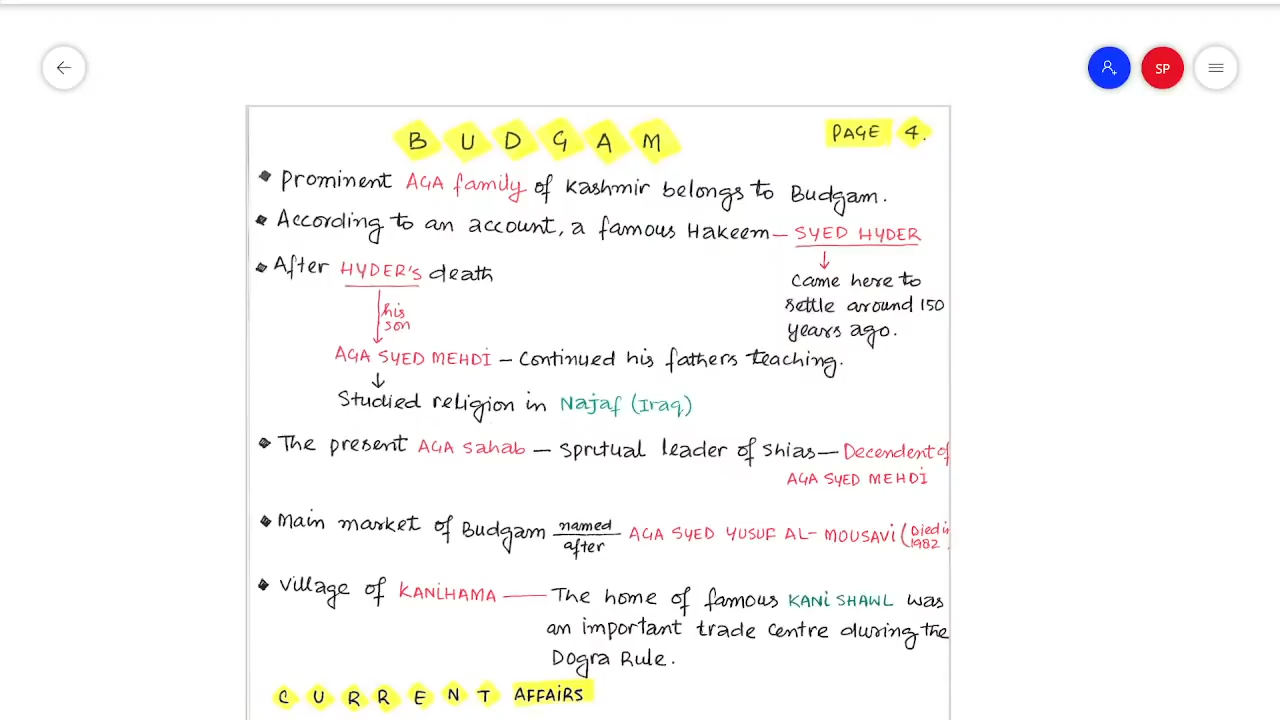 SP
BUDGAM PAGE 4.
Prominent AGA family of Kashmir belongs to Budgam.
According to an account, a famous Hakeem – SYED HYDER
Came here to
settle around 150
years ago.
After HYDER's death
his
son
AGA SYED MEHDI – Continued his fathers teaching.
Studied religion in Najaf (Iraq)
The present AGA Sahab – Spritual leader of Shias – Decendent of
AGA SYED MEHDI
Main market of Budgam named after AGA SYED YUSUF AL-MOUSAVI (Died in
1982
Village of KANIHAMA — The home of famous KANI SHAWL was
an important trade centre during the
Dogra Rule.
CURRENT AFFAIRS